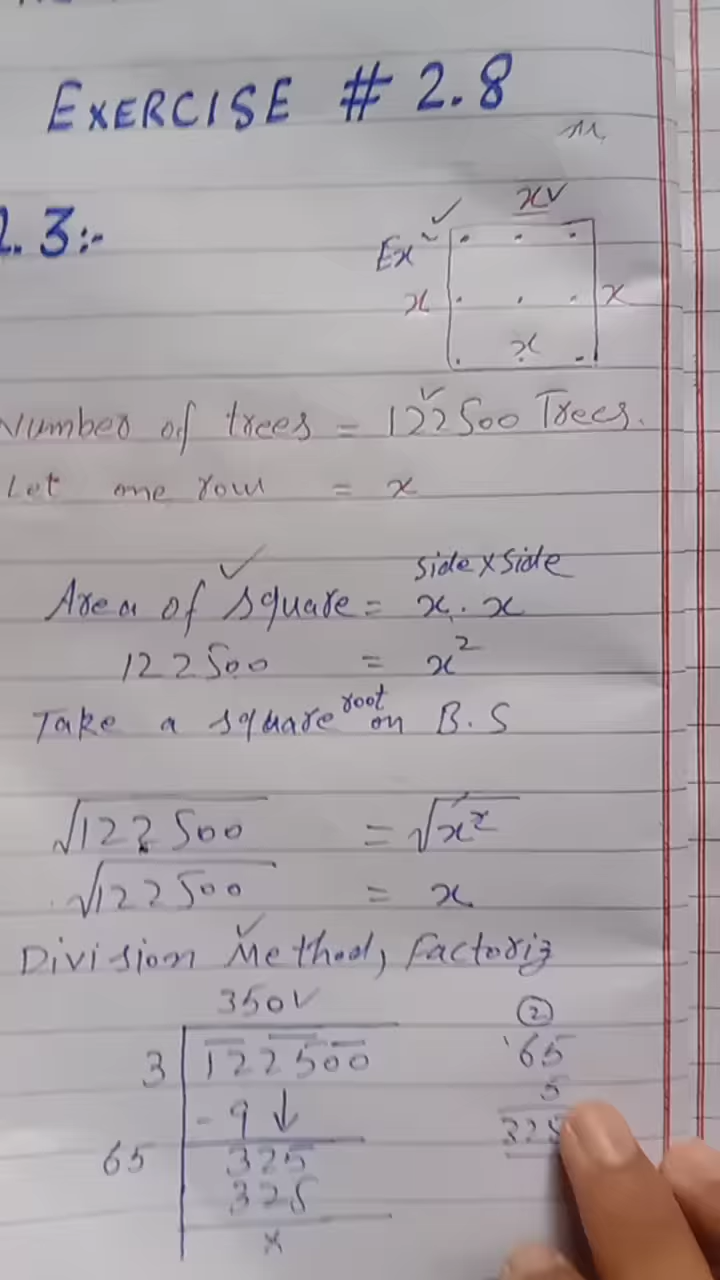 EXERCISE # 2.8
2.3:-
x
Ex
x x
x
Number of trees = 122500 Trees.
Let one row = x
side x side
Area of square = x . x
122500 = x²
Take a square root on B.S
√122500 = √x²
√122500 = x
Division Method, Factoriz
350
3 122500
- 9 ↓
65 325
325
x
2
65
5
325